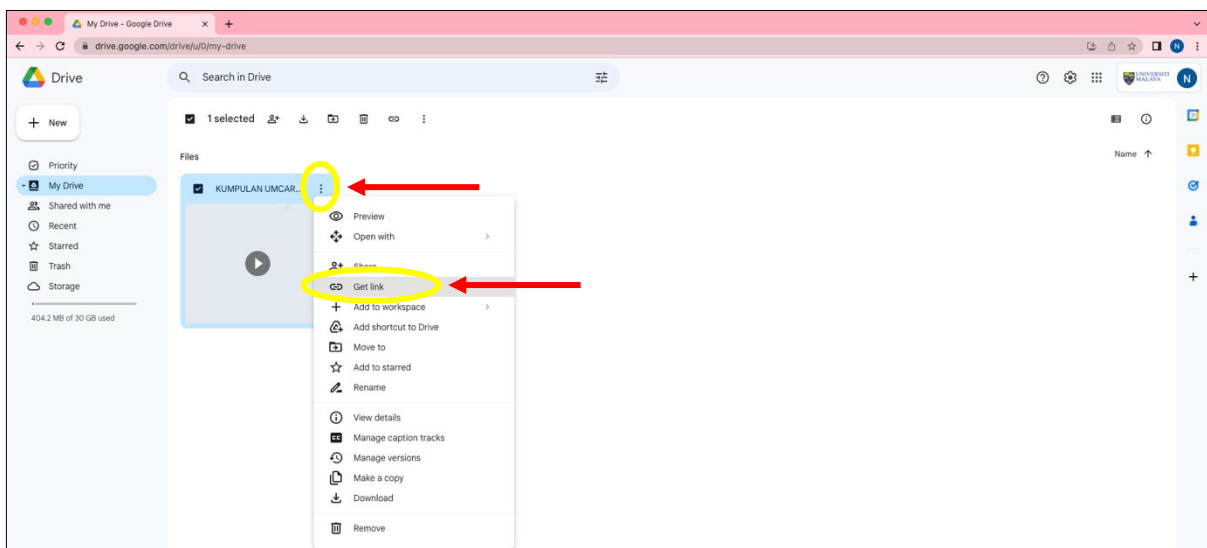 My Drive - Google Drive
drive.google.com/drive/u/0/my-drive
N
Drive
Search in Drive
UNIVERSITI
MALAYA
N
New
1 selected
Priority
My Drive
Shared with me
Recent
Starred
Trash
Storage
404.2 MB of 30 GB used
Files
Name
KUMPULAN UMCAR...
Preview
Open with
Share
Get link
Add to workspace
Add shortcut to Drive
Move to
Add to starred
Rename
View details
Manage caption tracks
Manage versions
Make a copy
Download
Remove